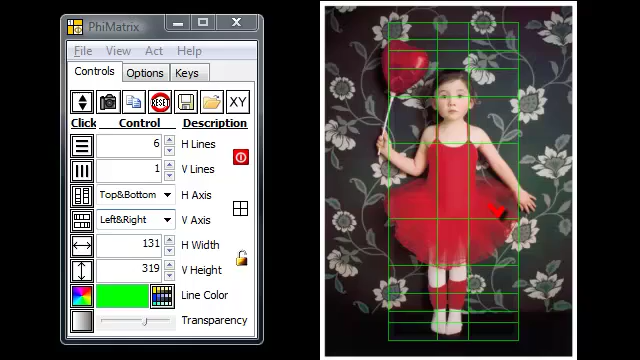 PhiMatrix
File View Act Help
Controls Options Keys
RESET XY
Click Control Description
6 H Lines
1 V Lines
Top&Bottom H Axis
Left&Right V Axis
131 H Width
319 V Height
Line Color
Transparency